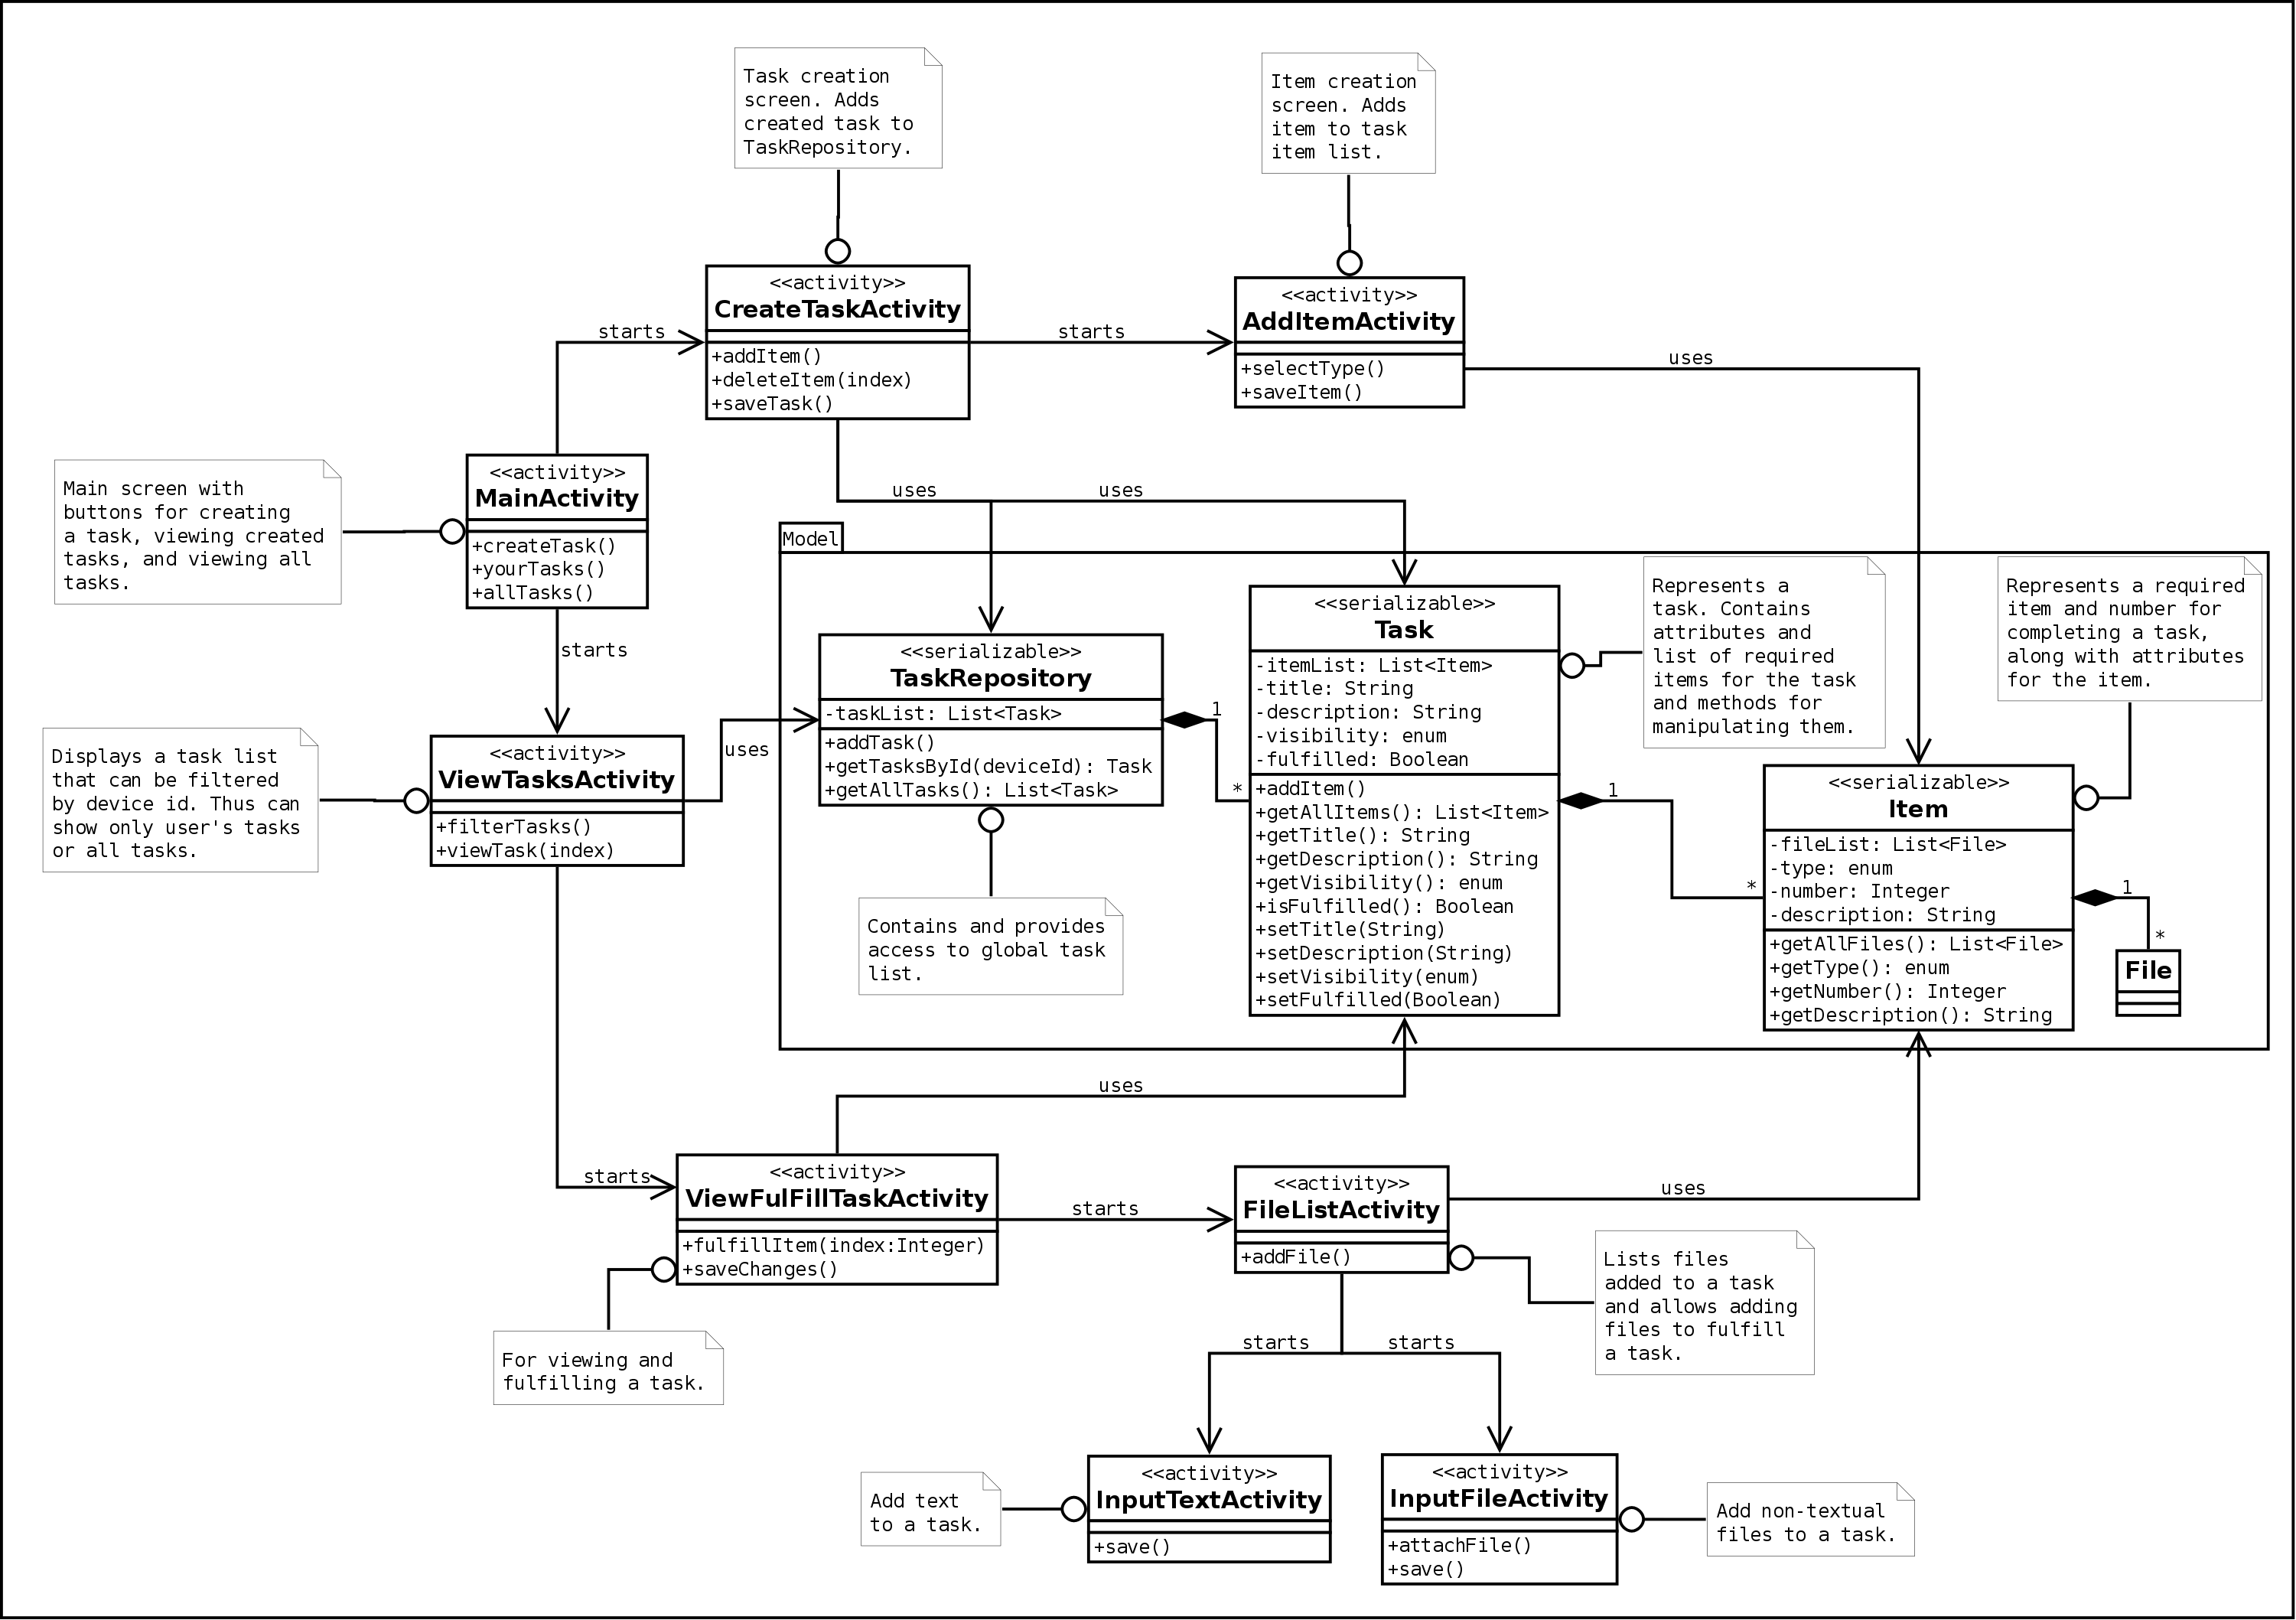 Task creation
screen. Adds
created task to
TaskRepository.
Item creation
screen. Adds
item to task
item list.
<<activity>>
CreateTaskActivity
+addItem()
+deleteItem(index)
+saveTask()
<<activity>>
AddItemActivity
+selectType()
+saveItem()
starts
starts
uses
Main screen with
buttons for creating
a task, viewing created
tasks, and viewing all
tasks.
<<activity>>
MainActivity
+createTask()
+yourTasks()
+allTasks()
uses
uses
starts
Model
<<serializable>>
TaskRepository
-taskList: List<Task>
+addTask()
+getTasksById(deviceId): Task
+getAllTasks(): List<Task>
1
*
<<serializable>>
Task
-itemList: List<Item>
-title: String
-description: String
-visibility: enum
-fulfilled: Boolean
+addItem()
+getAllItems(): List<Item>
+getTitle(): String
+getDescription(): String
+getVisibility(): enum
+isFulfilled(): Boolean
+setTitle(String)
+setDescription(String)
+setVisibility(enum)
+setFulfilled(Boolean)
Represents a
task. Contains
attributes and
list of required
items for the task
and methods for
manipulating them.
Represents a required
item and number for
completing a task,
along with attributes
for the item.
1
*
<<serializable>>
Item
-fileList: List<File>
-type: enum
-number: Integer
-description: String
+getAllFiles(): List<File>
+getType(): enum
+getNumber(): Integer
+getDescription(): String
1
*
File
Displays a task list
that can be filtered
by device id. Thus can
show only user's tasks
or all tasks.
<<activity>>
ViewTasksActivity
+filterTasks()
+viewTask(index)
uses
Contains and provides
access to global task
list.
uses
starts
<<activity>>
ViewFulFillTaskActivity
+fulfillItem(index:Integer)
+saveChanges()
starts
<<activity>>
FileListActivity
+addFile()
uses
Lists files
added to a task
and allows adding
files to fulfill
a task.
For viewing and
fulfilling a task.
starts
starts
Add text
to a task.
<<activity>>
InputTextActivity
+save()
<<activity>>
InputFileActivity
+attachFile()
+save()
Add non-textual
files to a task.